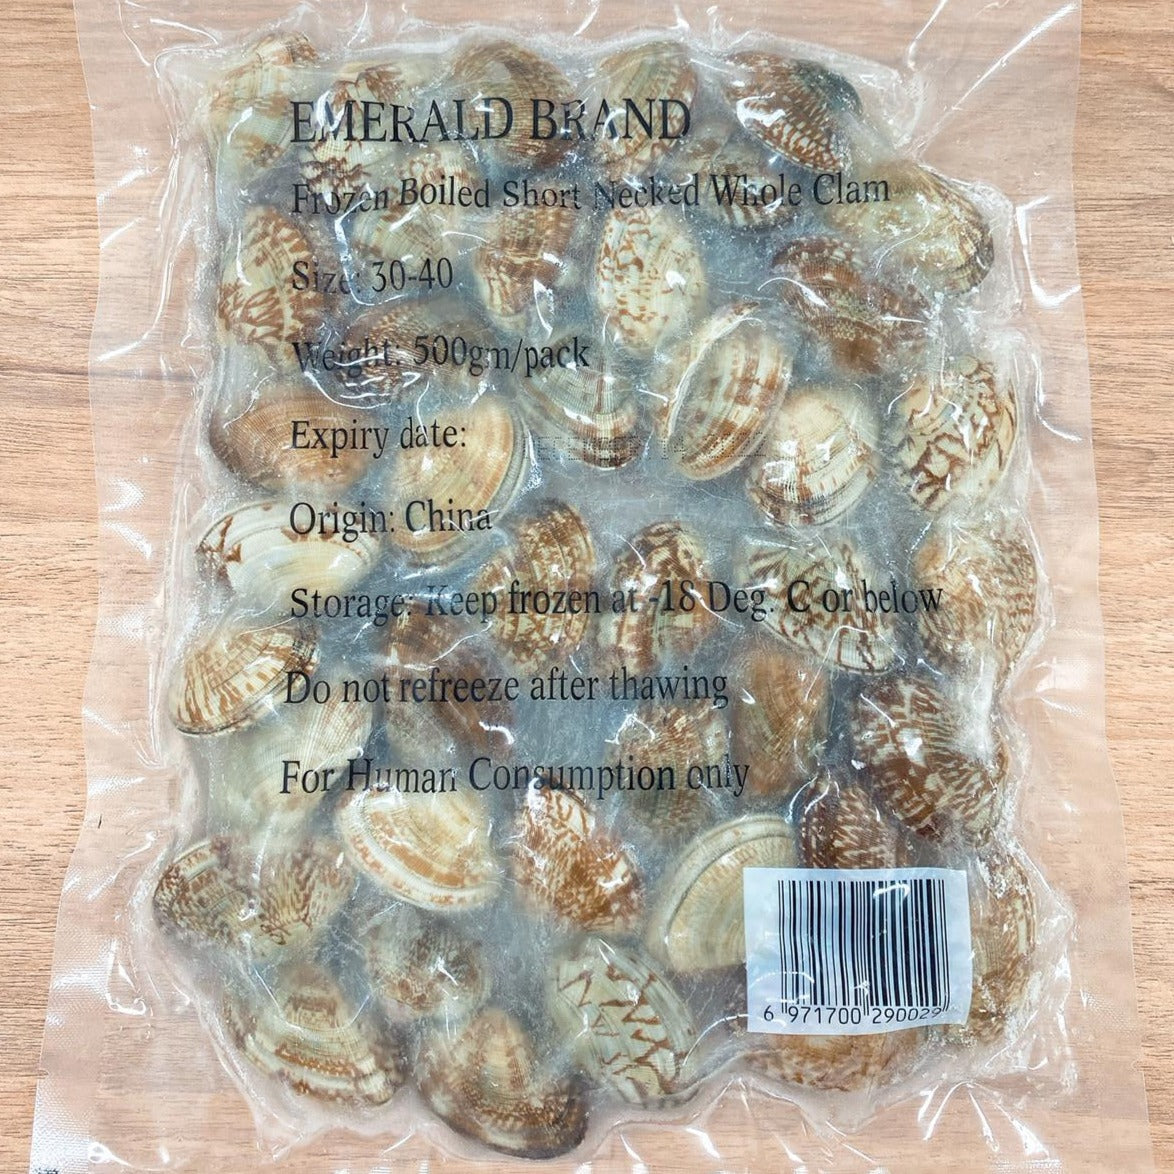 EMERALD BRAND
Frozen Boiled Short Necked Whole Clam
Size: 30-40
Weight: 500gm/pack
Expiry date:
Origin: China
Storage: Keep frozen at -18 Deg. C or below
Do not refreeze after thawing
For Human Consumption only
6 971700 290029